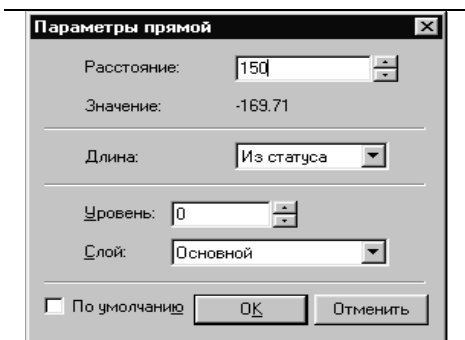 Параметры прямой
Расстояние: 150
Значение: -169.71
Длина: Из статуса
Уровень: 0
Слой: Основной
По умолчанию OK Отменить